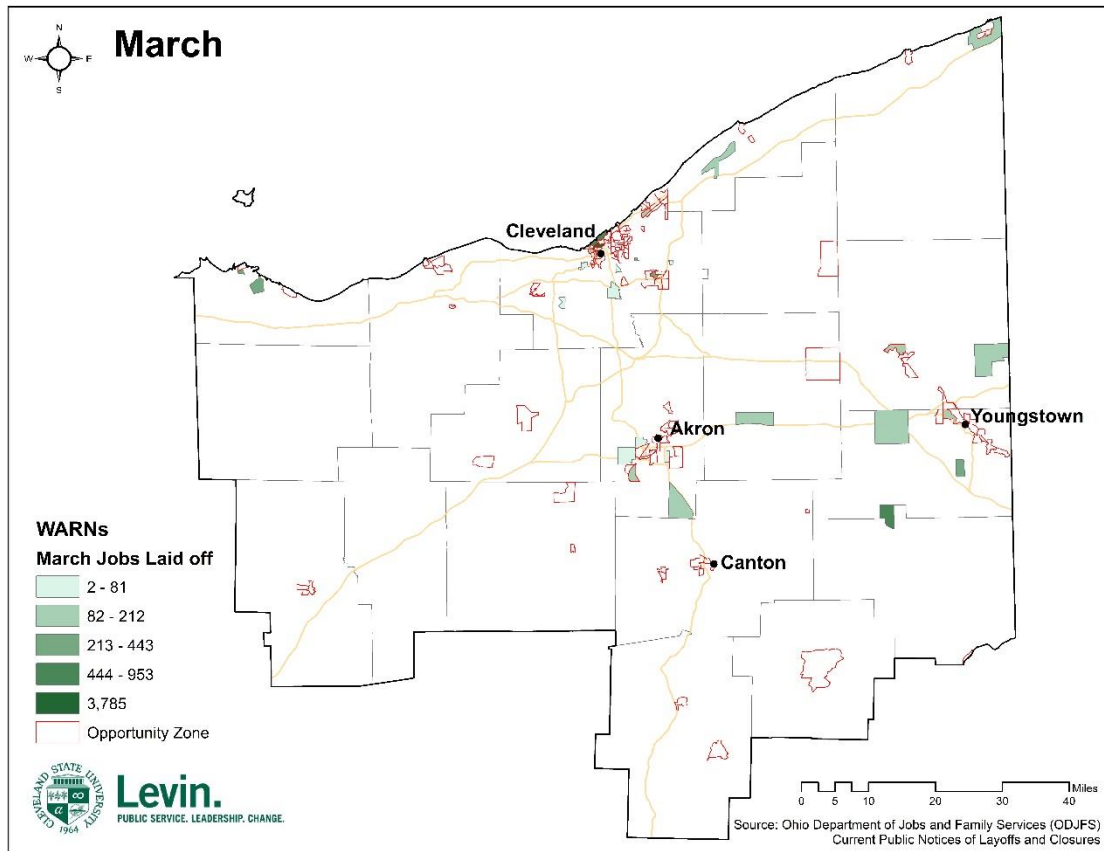 March
N
W E
S
Cleveland
Akron
Youngstown
Canton
WARNs
March Jobs Laid off
2 - 81
82 - 212
213 - 443
444 - 953
3,785
Opportunity Zone
CLEVELAND STATE UNIVERSITY
1964
Levin.
PUBLIC SERVICE. LEADERSHIP. CHANGE.
Miles
0 5 10 20 30 40
Source: Ohio Department of Jobs and Family Services (ODJFS)
Current Public Notices of Layoffs and Closures